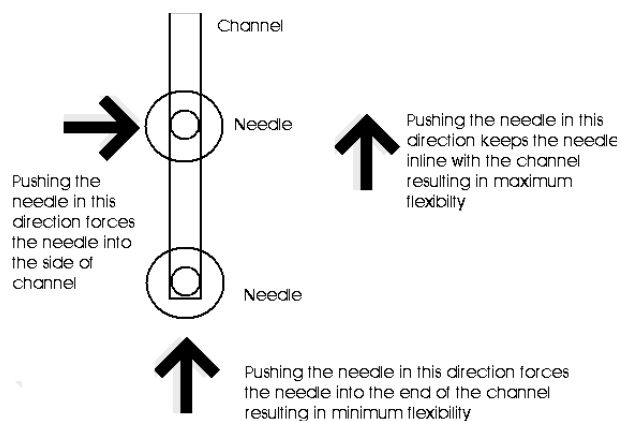 Channel
Needle
Pushing the needle in this
direction keeps the needle
inline with the channel
resulting in maximum
flexibilty
Pushing the
needle in this
direction forces
the needle into
the side of
channel
Needle
Pushing the needle in this direction forces
the needle into the end of the channel
resulting in minimum flexibility